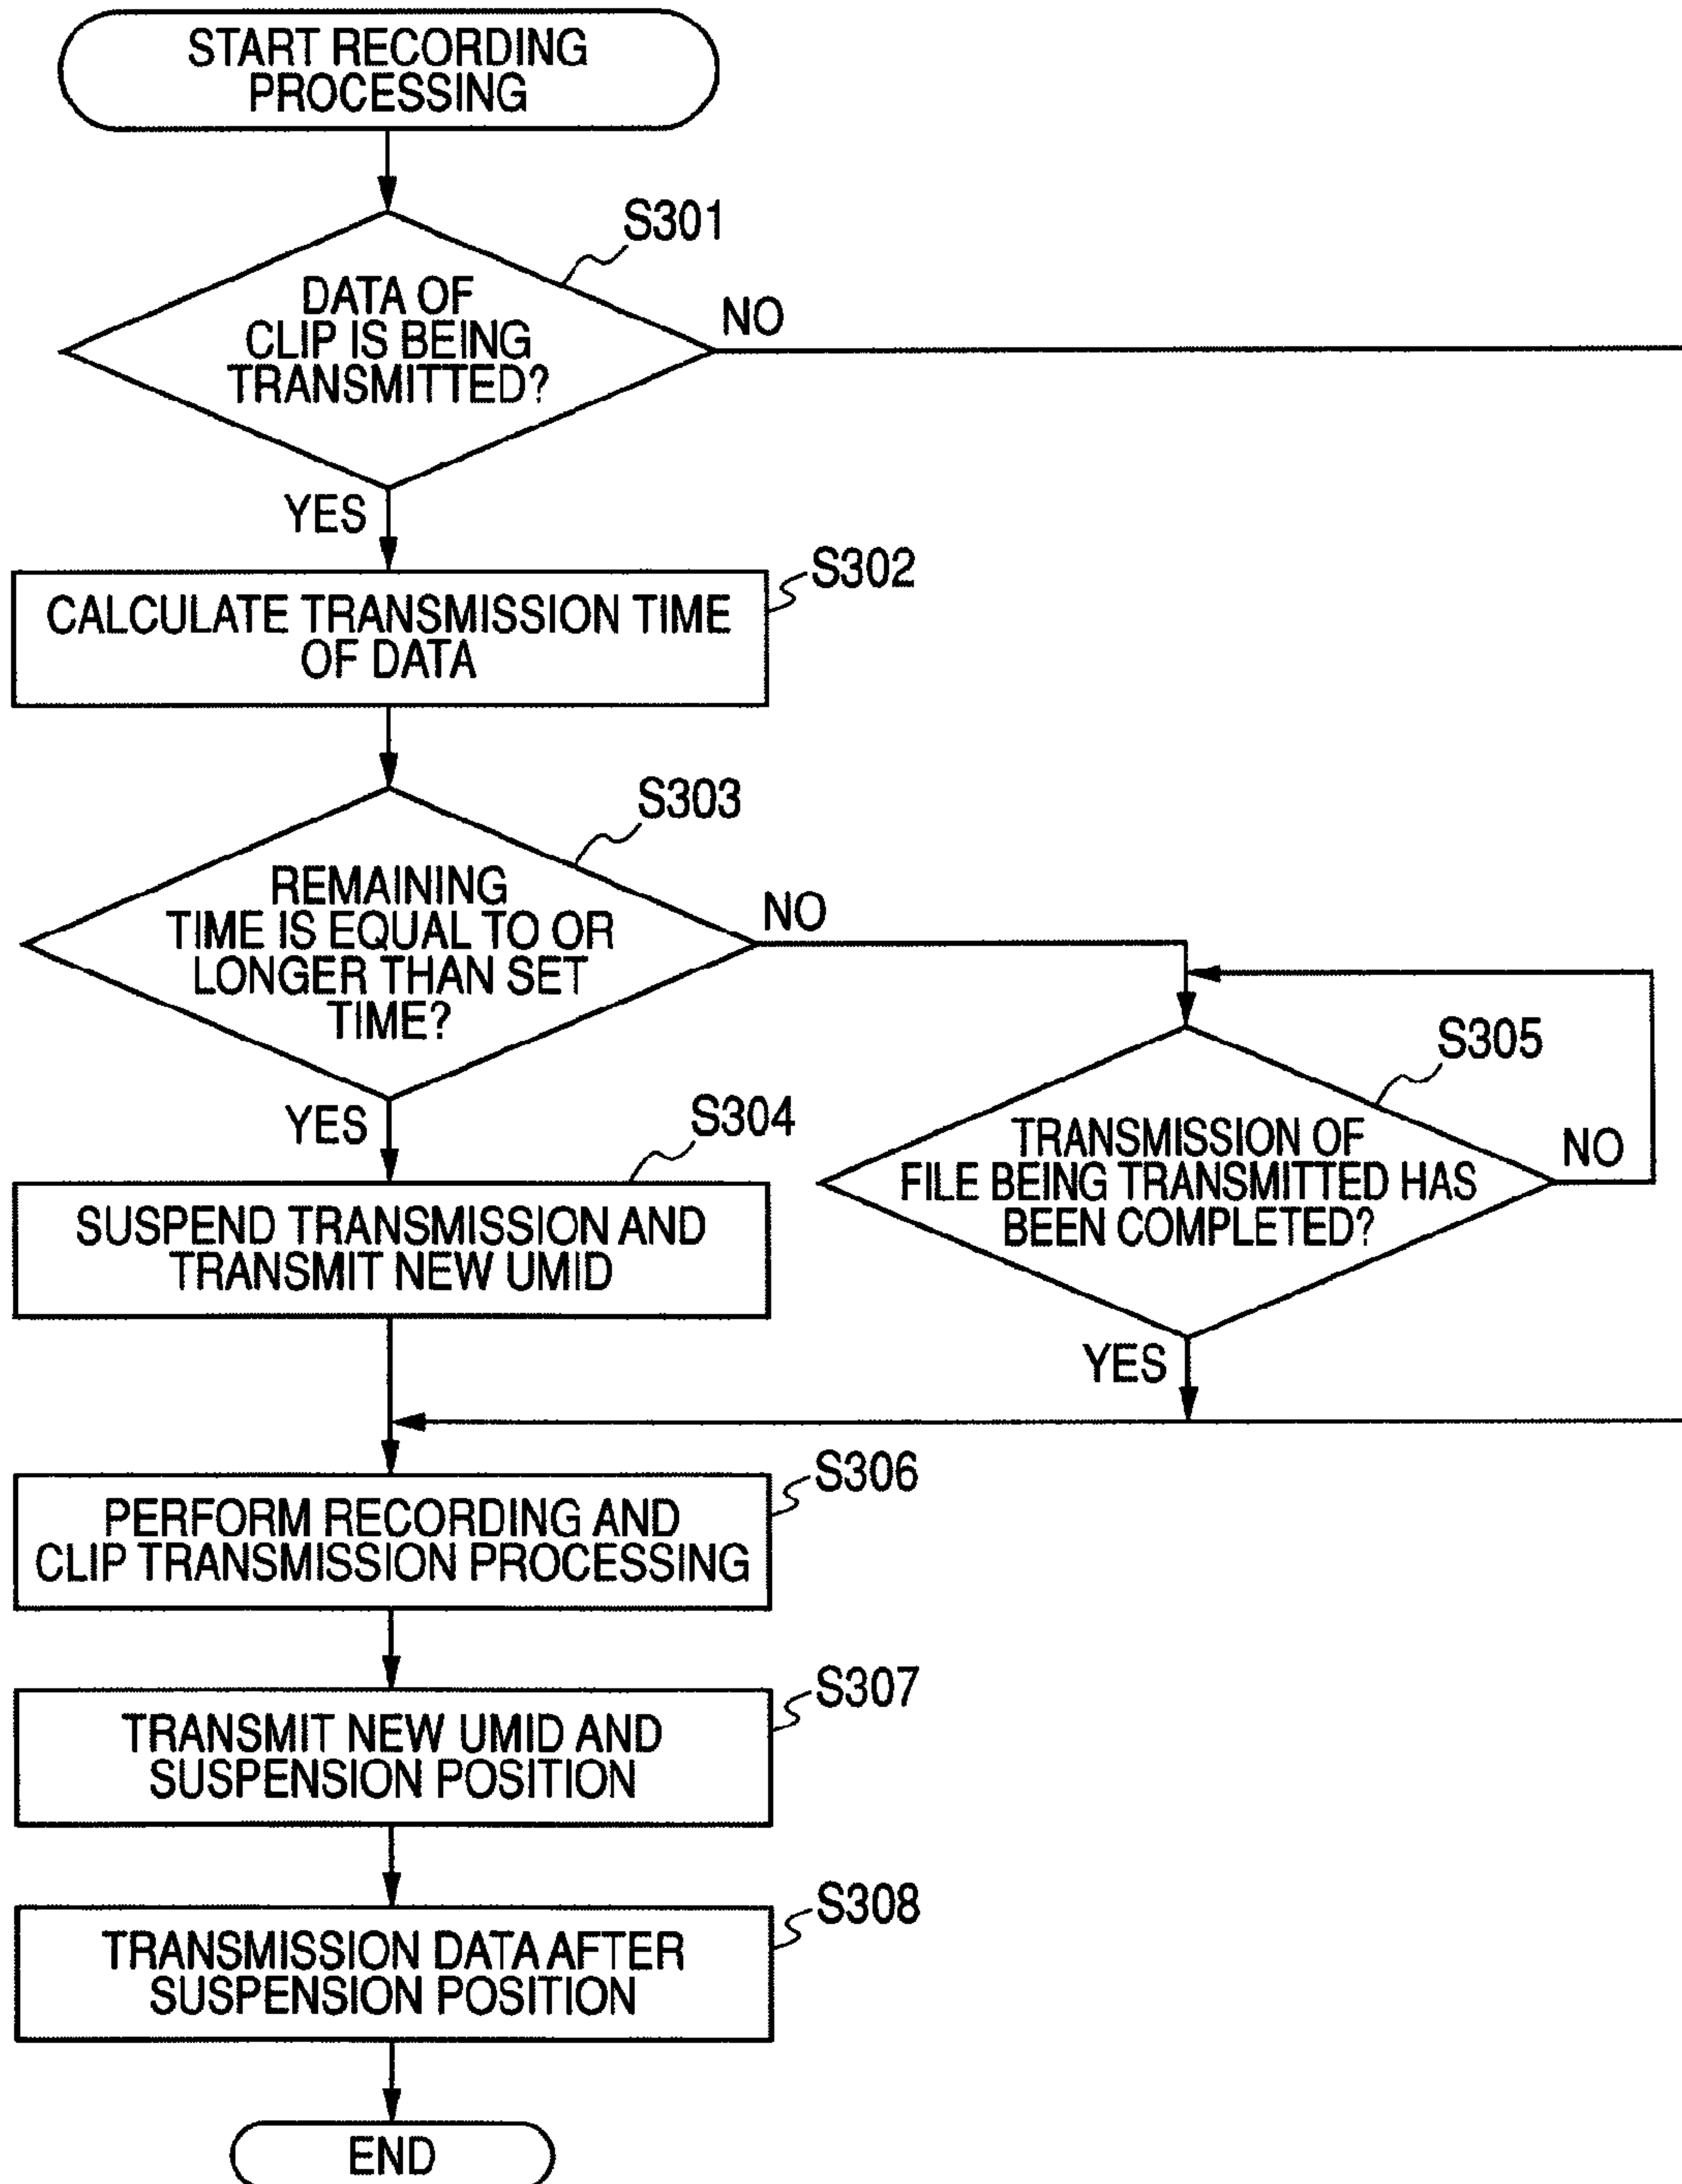 START RECORDING
PROCESSING
S301
DATA OF
CLIP IS BEING
TRANSMITTED?
NO
YES
S302
CALCULATE TRANSMISSION TIME
OF DATA
S303
REMAINING
TIME IS EQUAL TO OR
LONGER THAN SET
TIME?
NO
YES
S304
SUSPEND TRANSMISSION AND
TRANSMIT NEW UMID
S305
TRANSMISSION OF
FILE BEING TRANSMITTED HAS
BEEN COMPLETED?
NO
YES
S306
PERFORM RECORDING AND
CLIP TRANSMISSION PROCESSING
S307
TRANSMIT NEW UMID AND
SUSPENSION POSITION
S308
TRANSMISSION DATA AFTER
SUSPENSION POSITION
END